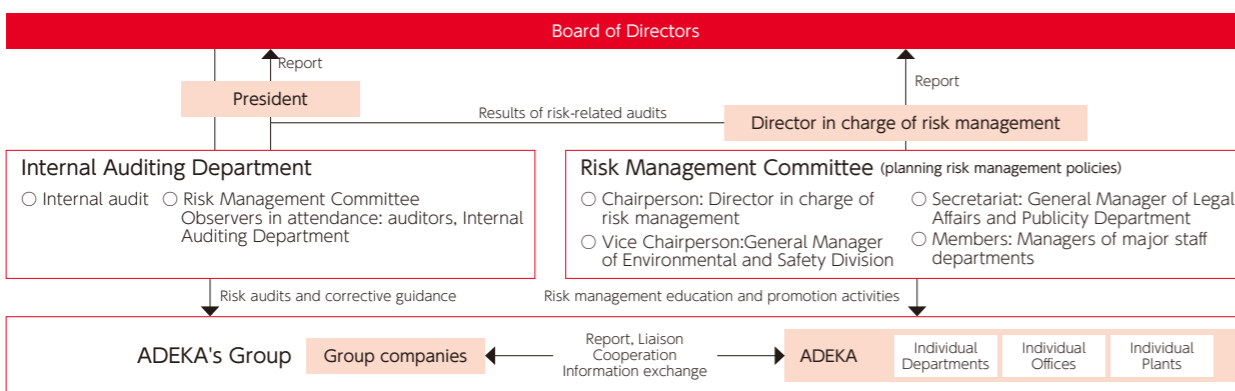 Board of Directors
Report
President
Report
Results of risk-related audits
Director in charge of risk management
Internal Auditing Department
○ Internal audit
○ Risk Management Committee
Observers in attendance: auditors, Internal
Auditing Department
Risk Management Committee (planning risk management policies)
○ Chairperson: Director in charge of
risk management
○ Vice Chairperson:General Manager
of Environmental and Safety Division
○ Secretariat: General Manager of Legal
Affairs and Publicity Department
○ Members: Managers of major staff
departments
Risk audits and corrective guidance
Risk management education and promotion activities
ADEKA's Group
Group companies
Report, Liaison
Cooperation
Information exchange
ADEKA
Individual
Departments
Individual
Offices
Individual
Plants